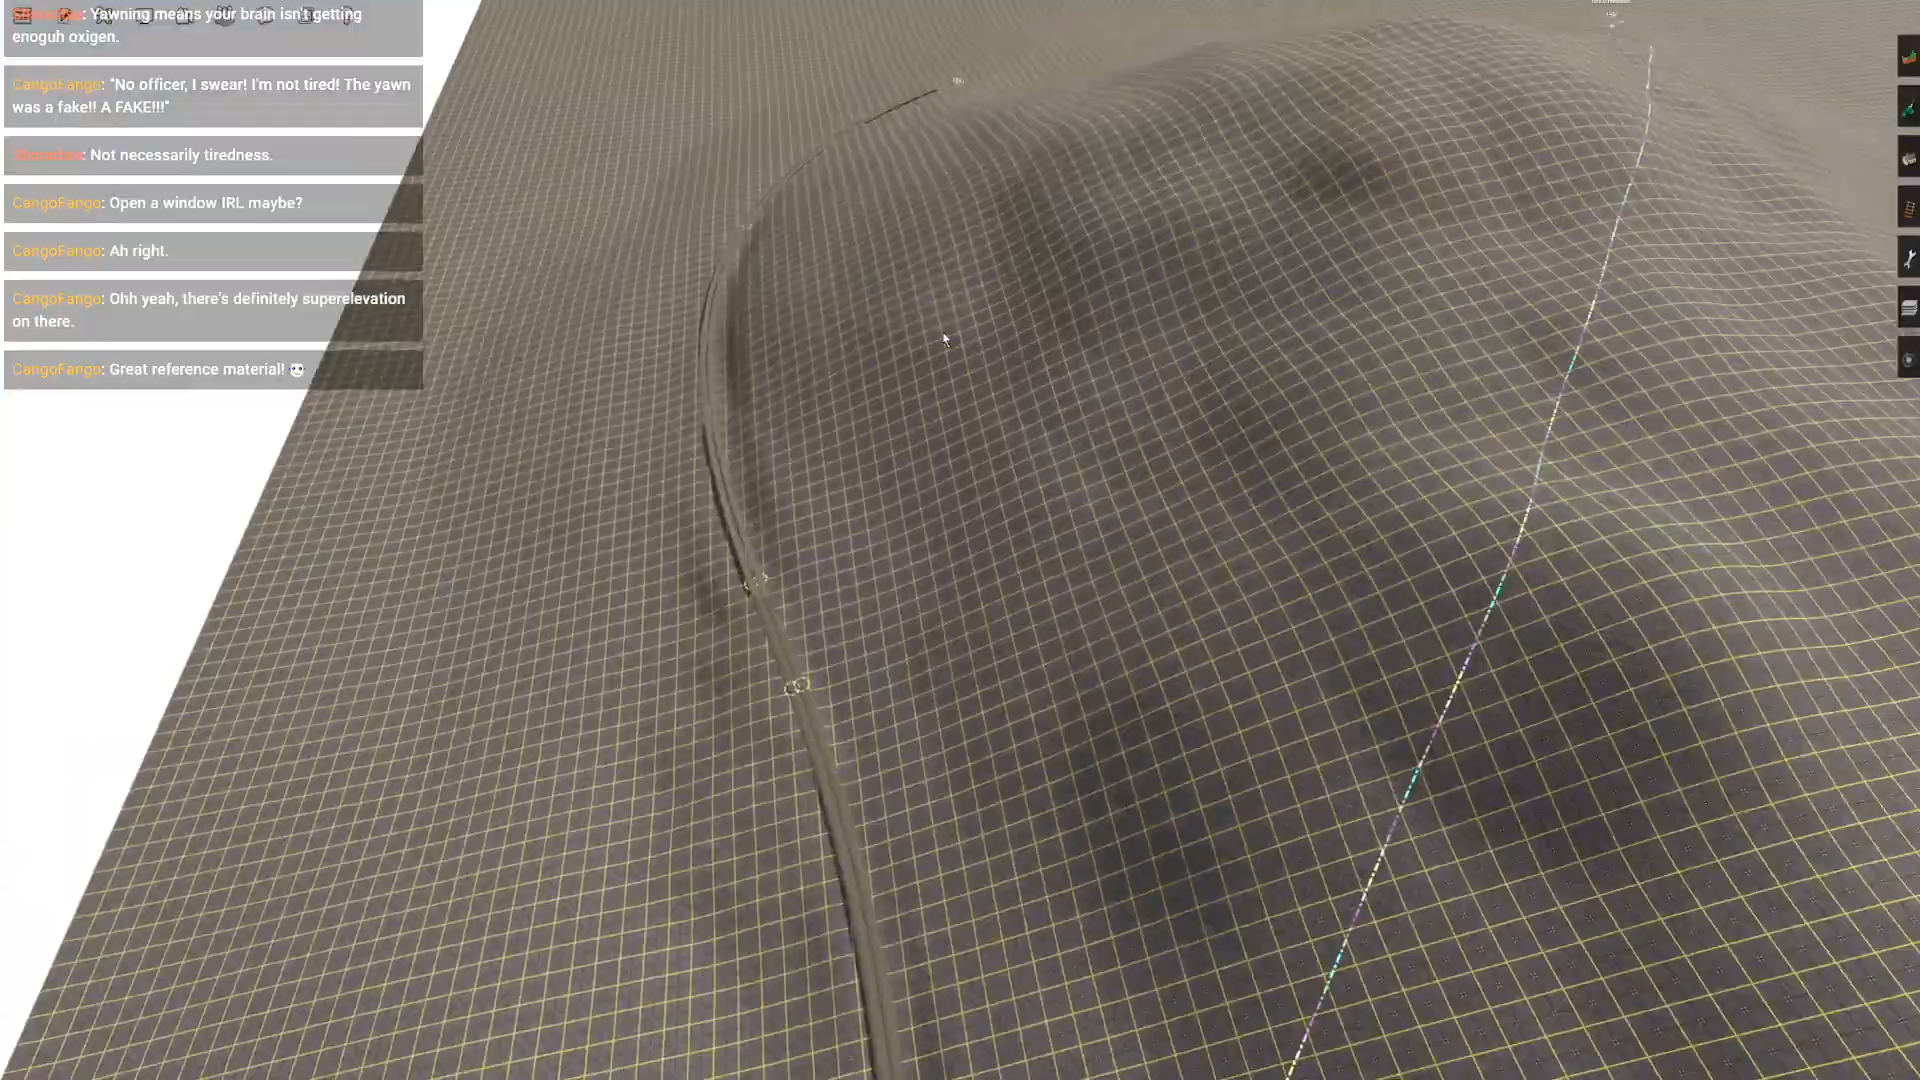 : Yawning means your brain isn't getting
enoguh oxigen.
CangoFango: "No officer, I swear! I'm not tired! The yawn
was a fake!! A FAKE!!!"
: Not necessarily tiredness.
CangoFango: Open a window IRL maybe?
CangoFango: Ah right.
CangoFango: Ohh yeah, there's definitely superelevation
on there.
CangoFango: Great reference material!